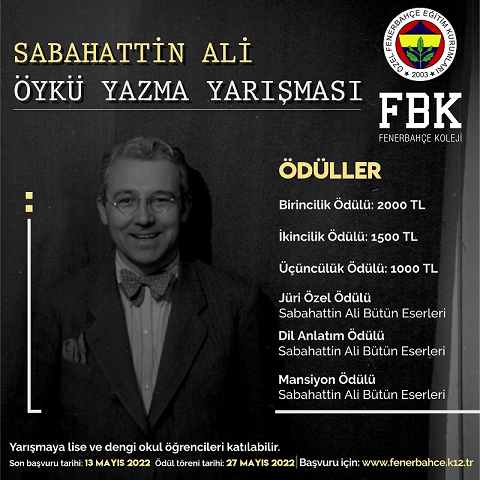 SABAHATTİN ALİ
ÖYKÜ YAZMA YARIŞMASI
ÖZEL FENERBAHÇE EĞİTİM KURUMLARI
2003
FBK
FENERBAHÇE KOLEJİ
ÖDÜLLER
Birincilik Ödülü: 2000 TL
İkincilik Ödülü: 1500 TL
Üçüncülük Ödülü: 1000 TL
Jüri Özel Ödülü
Sabahattin Ali Bütün Eserleri
Dil Anlatım Ödülü
Sabahattin Ali Bütün Eserleri
Mansiyon Ödülü
Sabahattin Ali Bütün Eserleri
Yarışmaya lise ve dengi okul öğrencileri katılabilir.
Son başvuru tarihi: 13 MAYIS 2022 Ödül töreni tarihi: 27 MAYIS 2022 | Başvuru için: www.fenerbahce.k12.tr